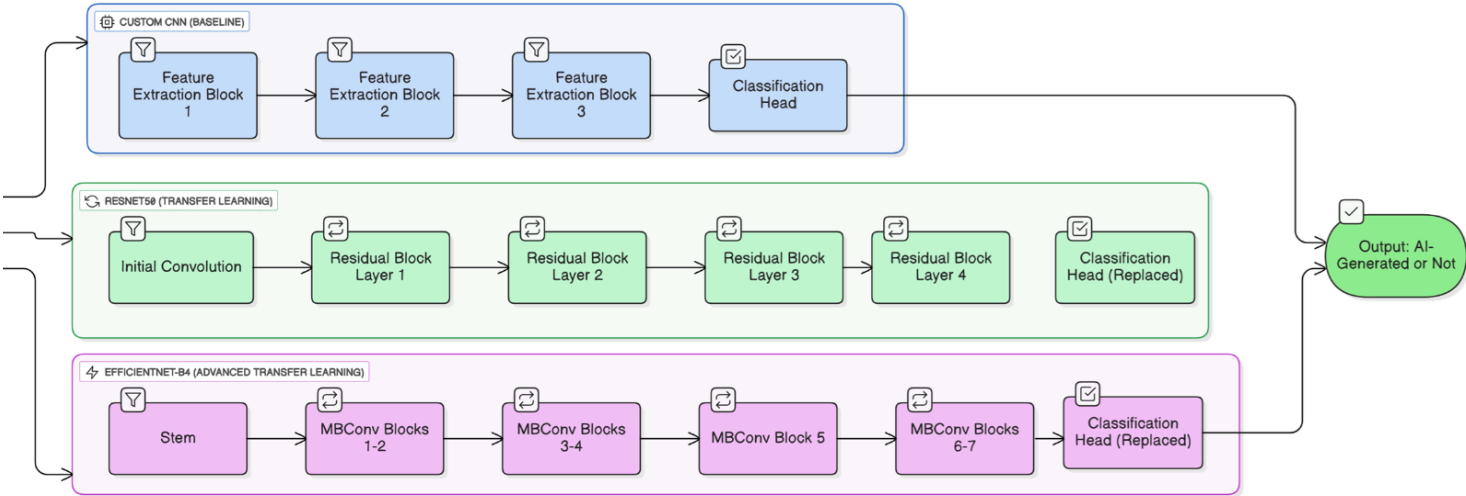 CUSTOM CNN (BASELINE)
Feature
Extraction Block
1
Feature
Extraction Block
2
Feature
Extraction Block
3
Classification
Head
RESNET50 (TRANSFER LEARNING)
Initial Convolution
Residual Block
Layer 1
Residual Block
Layer 2
Residual Block
Layer 3
Residual Block
Layer 4
Classification
Head (Replaced)
Output: AI-
Generated or Not
EFFICIENTNET-B4 (ADVANCED TRANSFER LEARNING)
Stem
MBConv Blocks
1-2
MBConv Blocks
3-4
MBConv Block 5
MBConv Blocks
6-7
Classification
Head (Replaced)